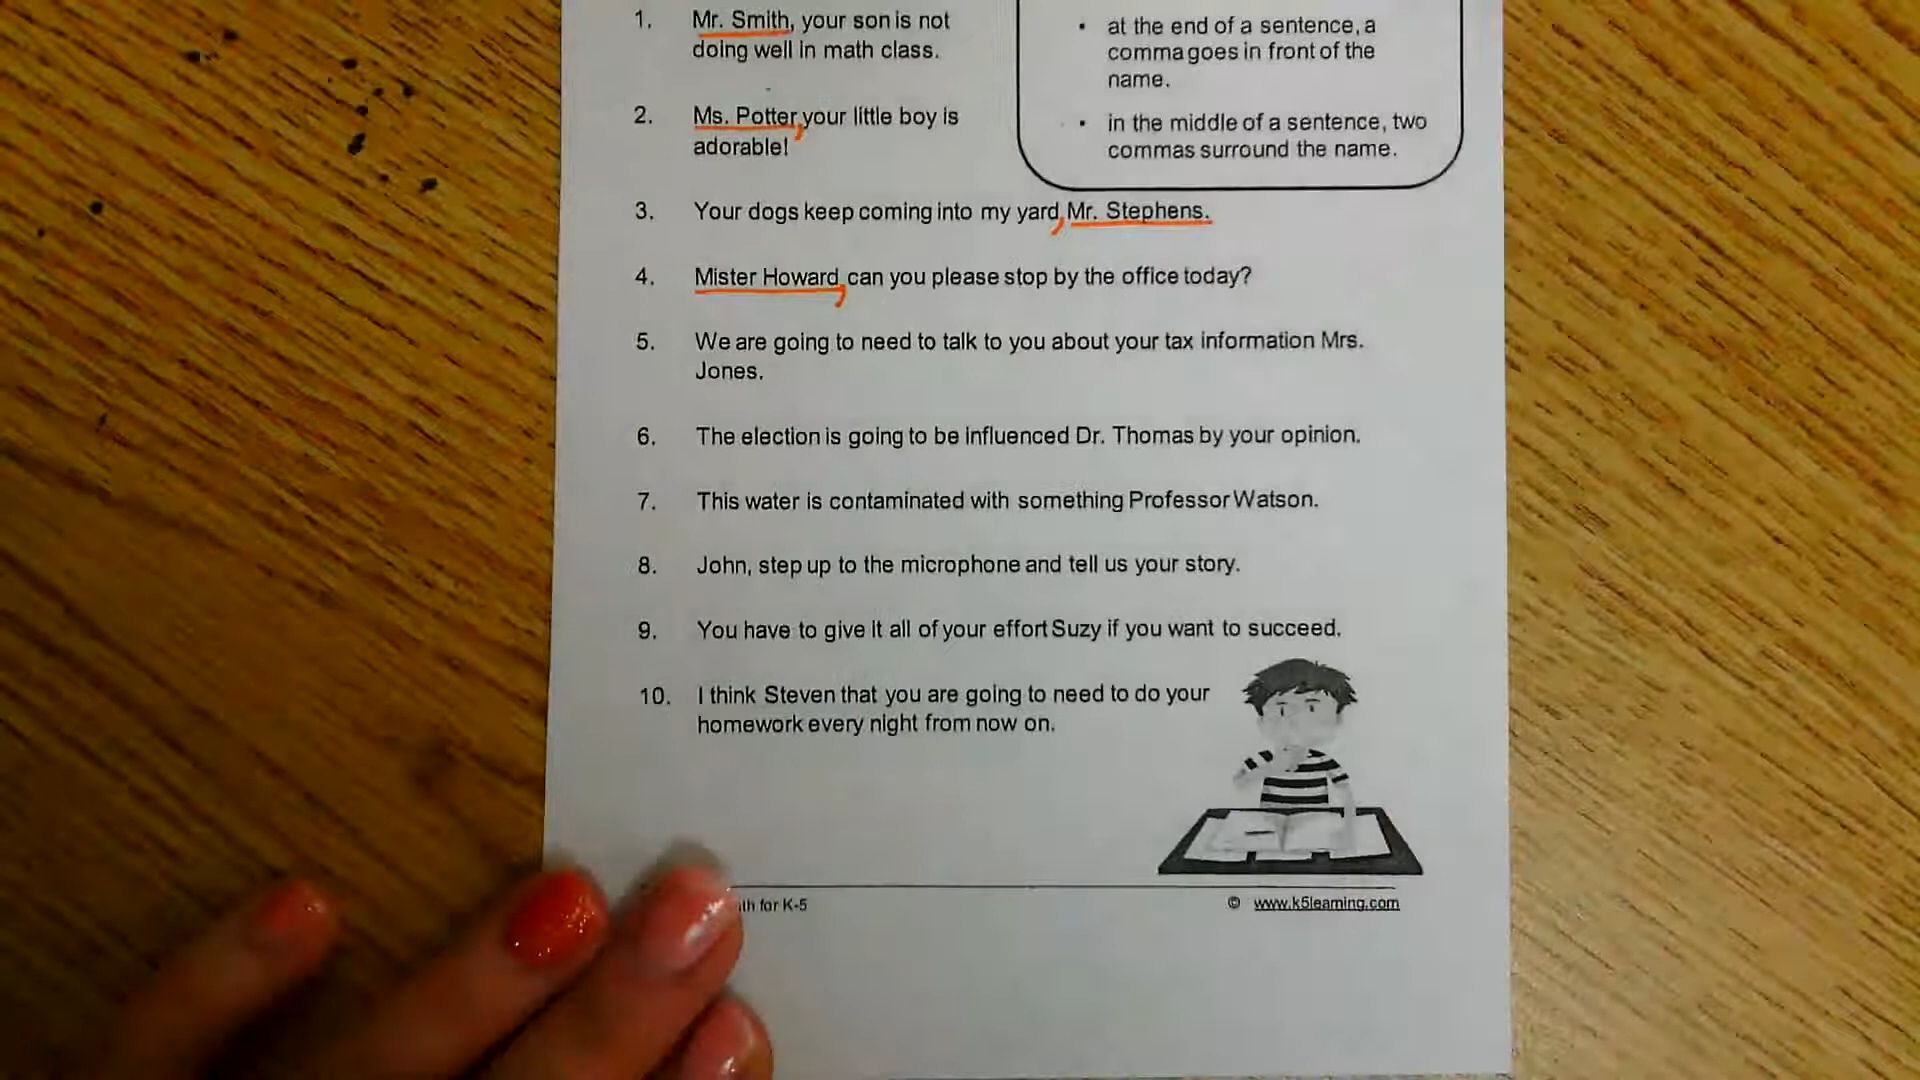 1. Mr. Smith, your son is not
doing well in math class.
2. Ms. Potter, your little boy is
adorable!
• at the end of a sentence, a
comma goes in front of the
name.
• in the middle of a sentence, two
commas surround the name.
3. Your dogs keep coming into my yard, Mr. Stephens.
4. Mister Howard, can you please stop by the office today?
5. We are going to need to talk to you about your tax information Mrs.
Jones.
6. The election is going to be influenced Dr. Thomas by your opinion.
7. This water is contaminated with something Professor Watson.
8. John, step up to the microphone and tell us your story.
9. You have to give it all of your effort Suzy if you want to succeed.
10. I think Steven that you are going to need to do your
homework every night from now on.
for K-5
© www.k5learning.com